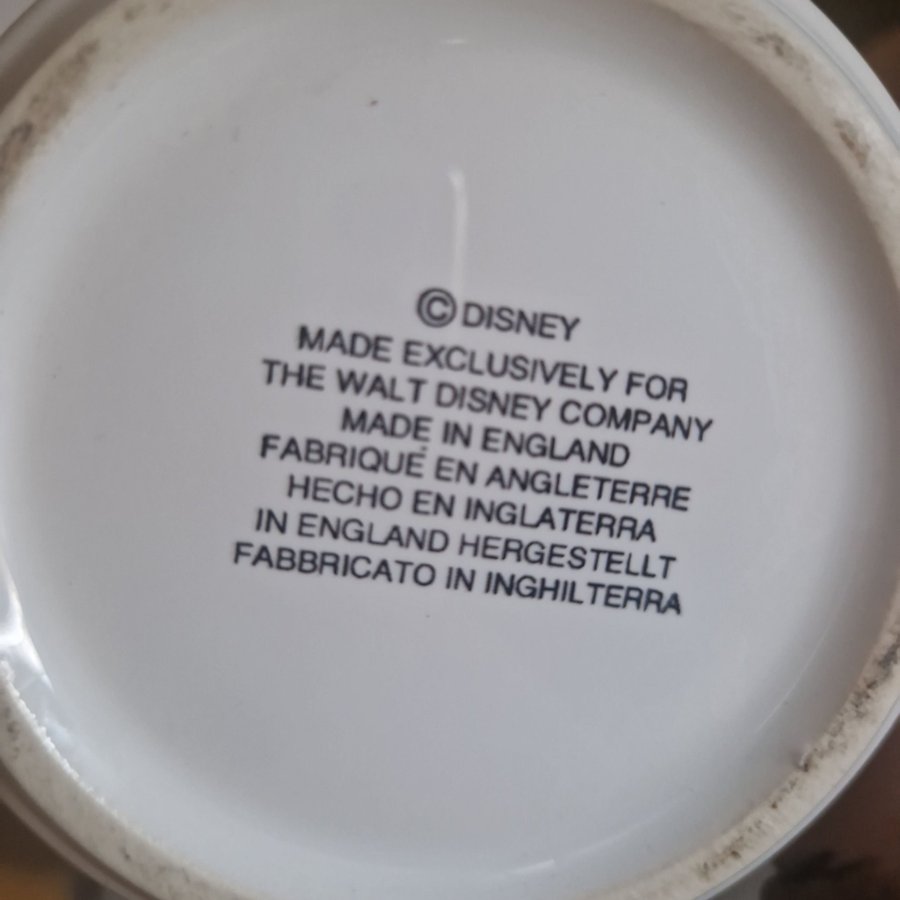 © DISNEY
MADE EXCLUSIVELY FOR
THE WALT DISNEY COMPANY
MADE IN ENGLAND
FABRIQUÉ EN ANGLETERRE
HECHO EN INGLATERRA
IN ENGLAND HERGESTELLT
FABBRICATO IN INGHILTERRA